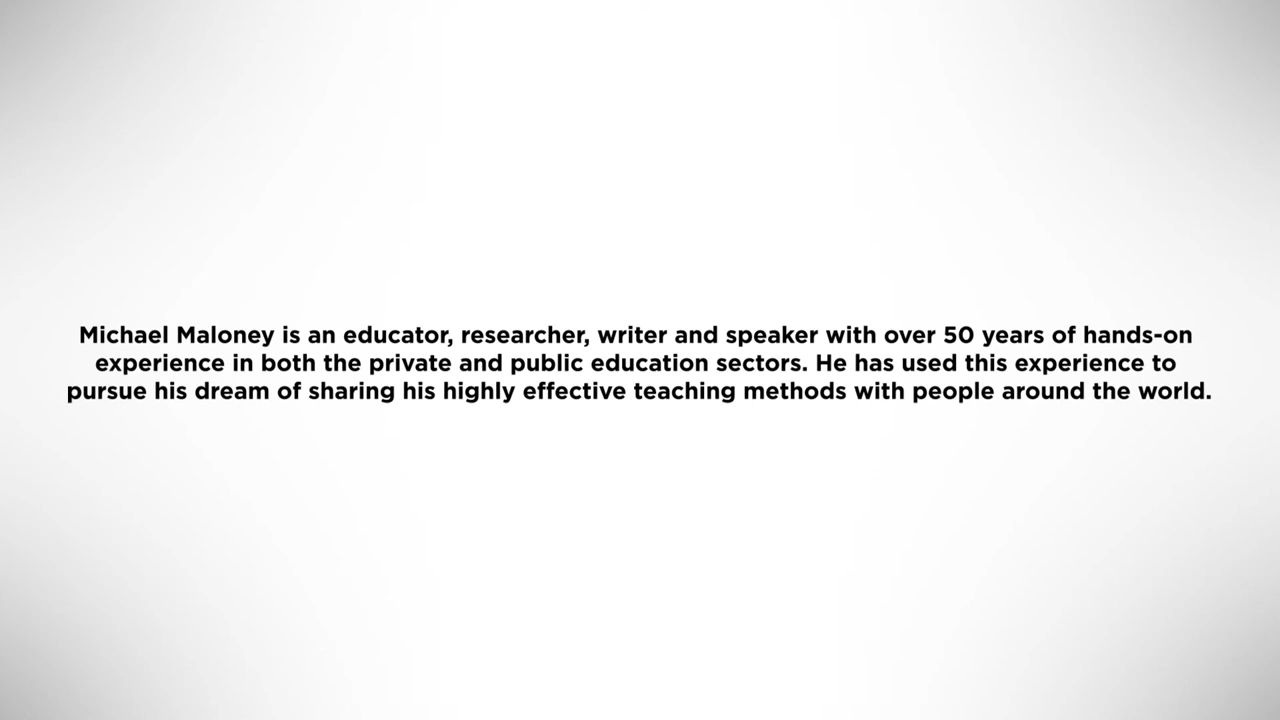 Michael Maloney is an educator, researcher, writer and speaker with over 50 years of hands-on
experience in both the private and public education sectors. He has used this experience to
pursue his dream of sharing his highly effective teaching methods with people around the world.